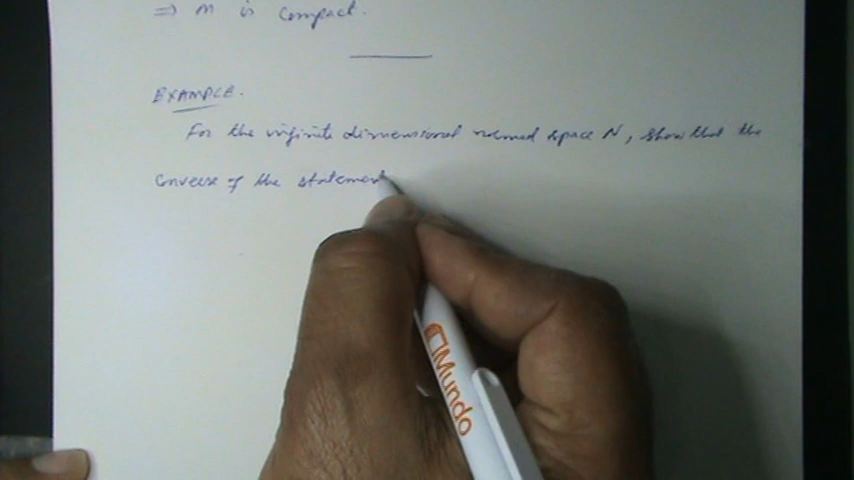 ⇒ M is compact.
EXAMPLE.
For the infinite dimensional normed space N, show that the
converse of the statement
Mundo